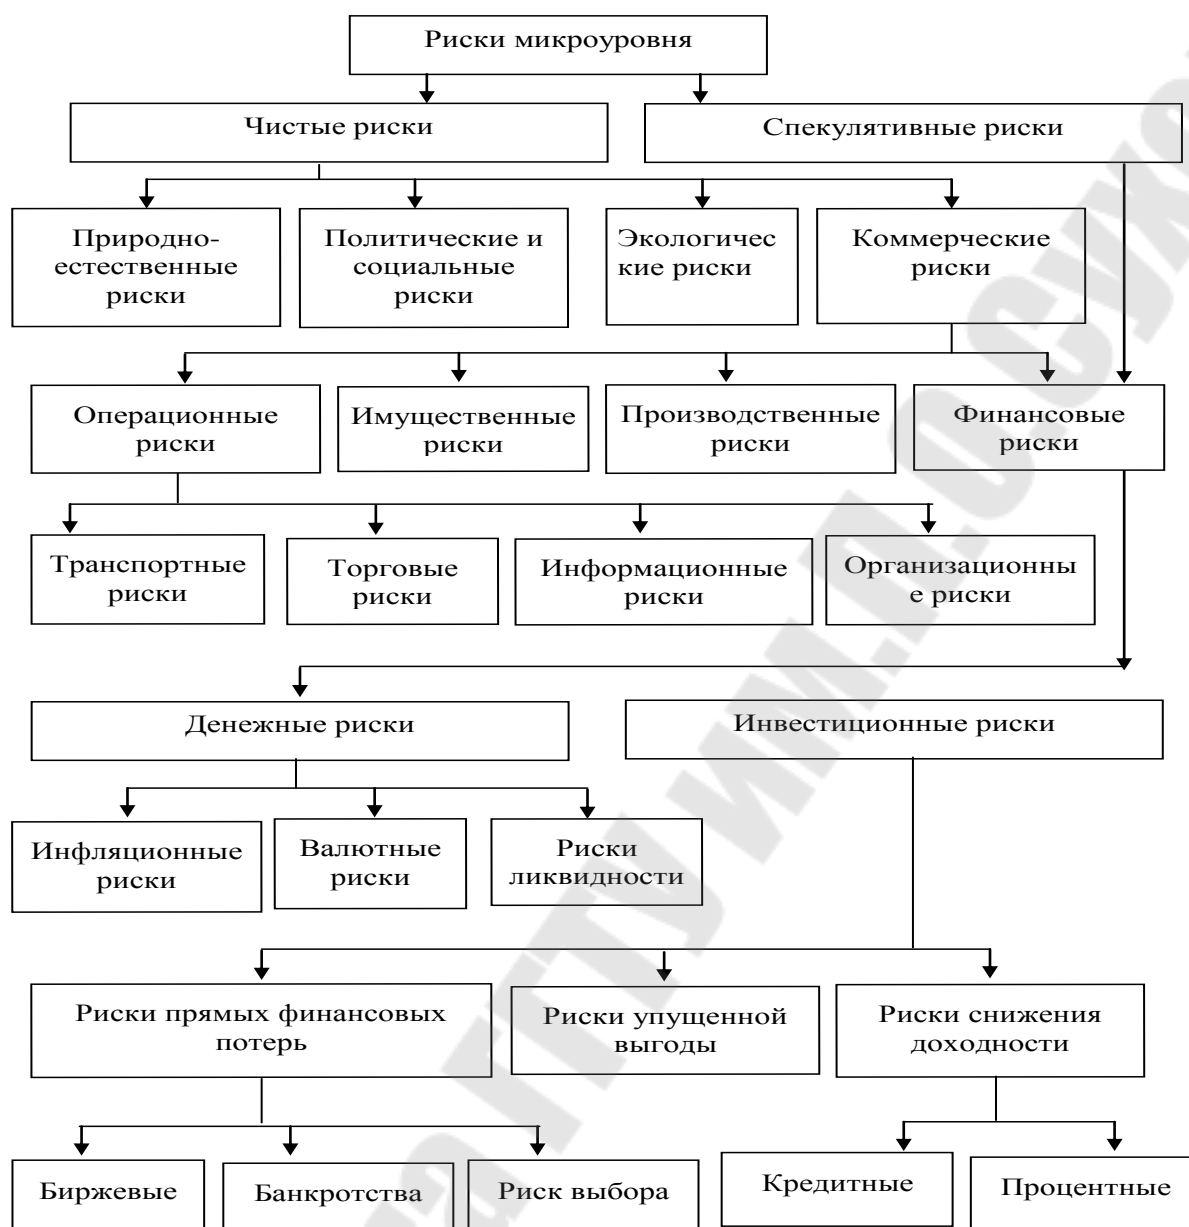 Риски микроуровня
Чистые риски
Спекулятивные риски
Природно-
естественные
риски
Политические и
социальные
риски
Экологичес
кие риски
Коммерческие
риски
Операционные
риски
Имущественные
риски
Производственные
риски
Финансовые
риски
Транспортные
риски
Торговые
риски
Информационные
риски
Организационны
е риски
Денежные риски
Инвестиционные риски
Инфляционные
риски
Валютные
риски
Риски
ликвидности
Риски прямых финансовых
потерь
Риски упущенной
выгоды
Риски снижения
доходности
Биржевые
Банкротства
Риск выбора
Кредитные
Процентные
ГГТУ им.П.О.Сухо